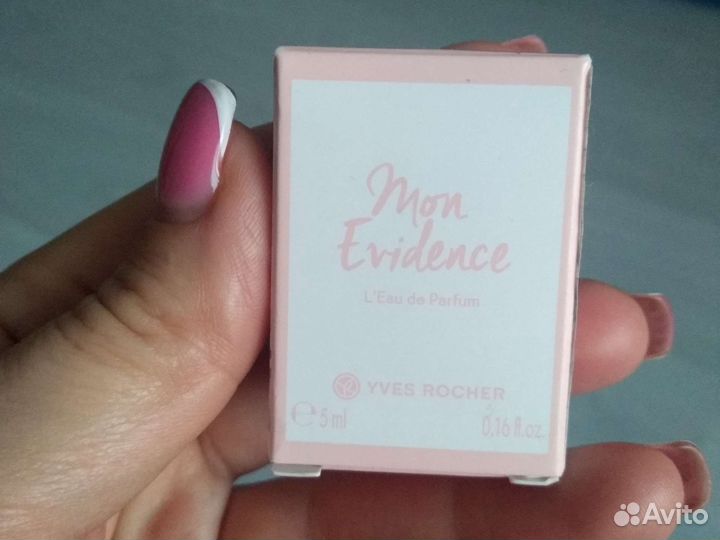 Mon
Evidence
L'Eau de Parfum
YVES ROCHER
℮ 5 ml 0.16 fl.oz.
Avito